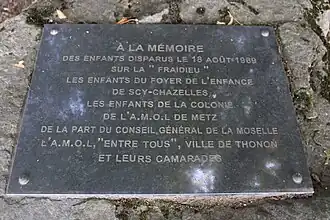 À LA MÉMOIRE
DES ENFANTS DISPARUS LE 18 AOÛT 1969
SUR LA "FRAIDIEU"
LES ENFANTS DU FOYER DE L'ENFANCE
DE SCY-CHAZELLES
LES ENFANTS DE LA COLONIE
DE L'A.M.O.L DE METZ
DE LA PART DU CONSEIL GÉNÉRAL DE LA MOSELLE
L'A.M.O.L, "ENTRE TOUS", VILLE DE THONON
ET LEURS CAMARADES